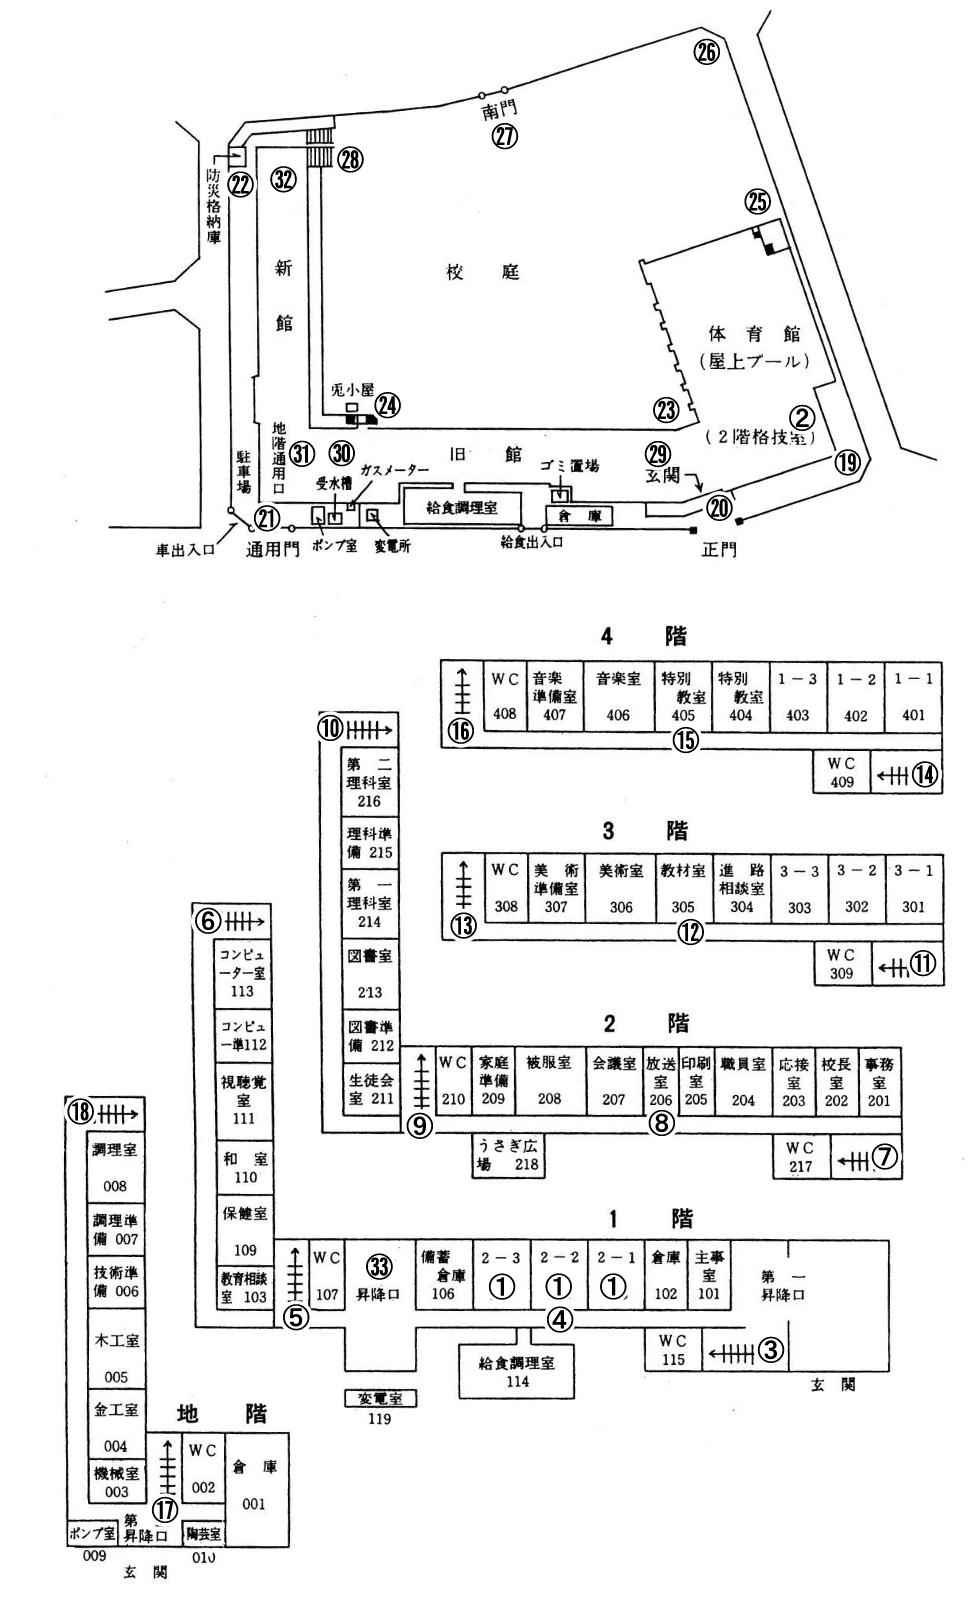 ㉖
南門
㉗
㉘
㉜
㉒
防災格納庫
㉕
新館
校庭
体育館
(屋上プール)
兎小屋
㉔
㉓
②
(2階格技室)
地階通用口
㉛
㉚
旧館
㉙
⑲
駐車場
ガスメーター
ゴミ置場
玄関
受水槽
給食調理室
倉庫
⑳
㉑
車出入口
通用門
ポンプ室
変電所
給食出入口
正門
4階
WC
408
音楽
準備室
407
音楽室
406
特別
教室
405
特別
教室
404
1-3
403
1-2
402
1-1
401
⑯
⑮
WC
409
⑭
3階
WC
308
美術
準備室
307
美術室
306
教材室
305
進路
相談室
304
3-3
303
3-2
302
3-1
301
⑬
⑫
WC
309
⑪
2階
⑩
第二
理科室
216
理科準
備 215
第一
理科室
214
図書室
213
図書準
備 212
生徒会
室 211
WC
210
家庭
準備
209
被服室
208
会議室
207
放送
室
206
印刷
室
205
職員室
204
応接
室
203
校長
室
202
事務
室
201
⑨
⑧
うさぎ広
場 218
WC
217
⑦
1階
⑥
コンピュ
ーター室
113
コンピュ
ー準112
視聴覚
室
111
和室
110
保健室
109
教育相談
室 103
WC
107
㉝
昇降口
備蓄
倉庫
106
2-3
①
2-2
①
2-1
①
倉庫
102
主事
室
101
第一
昇降口
⑤
④
給食調理室
114
WC
115
③
玄関
変電室
119
地階
⑱
調理室
008
調理準
備 007
技術準
備 006
木工室
005
金工室
004
機械室
003
WC
002
倉庫
001
⑰
ポンプ室
009
第
昇降口
陶芸室
010
玄関